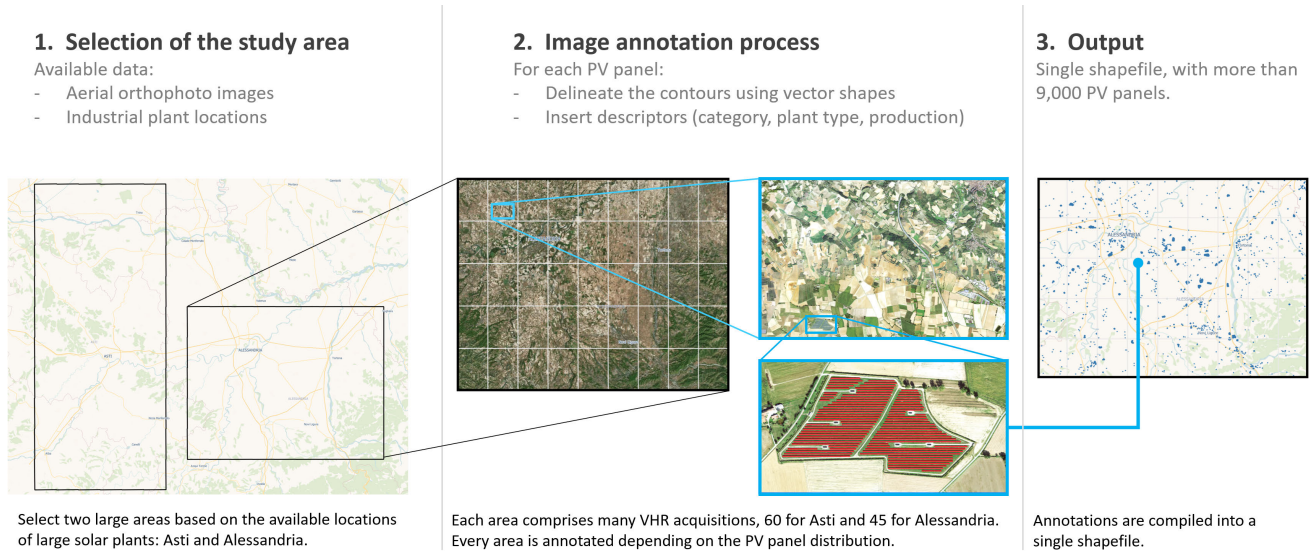 1. Selection of the study area
Available data:
- Aerial orthophoto images
- Industrial plant locations
2. Image annotation process
For each PV panel:
- Delineate the contours using vector shapes
- Insert descriptors (category, plant type, production)
3. Output
Single shapefile, with more than
9,000 PV panels.
ASTI
ALESSANDRIA
ALESSANDRIA
Select two large areas based on the available locations
of large solar plants: Asti and Alessandria.
Each area comprises many VHR acquisitions, 60 for Asti and 45 for Alessandria.
Every area is annotated depending on the PV panel distribution.
Annotations are compiled into a
single shapefile.